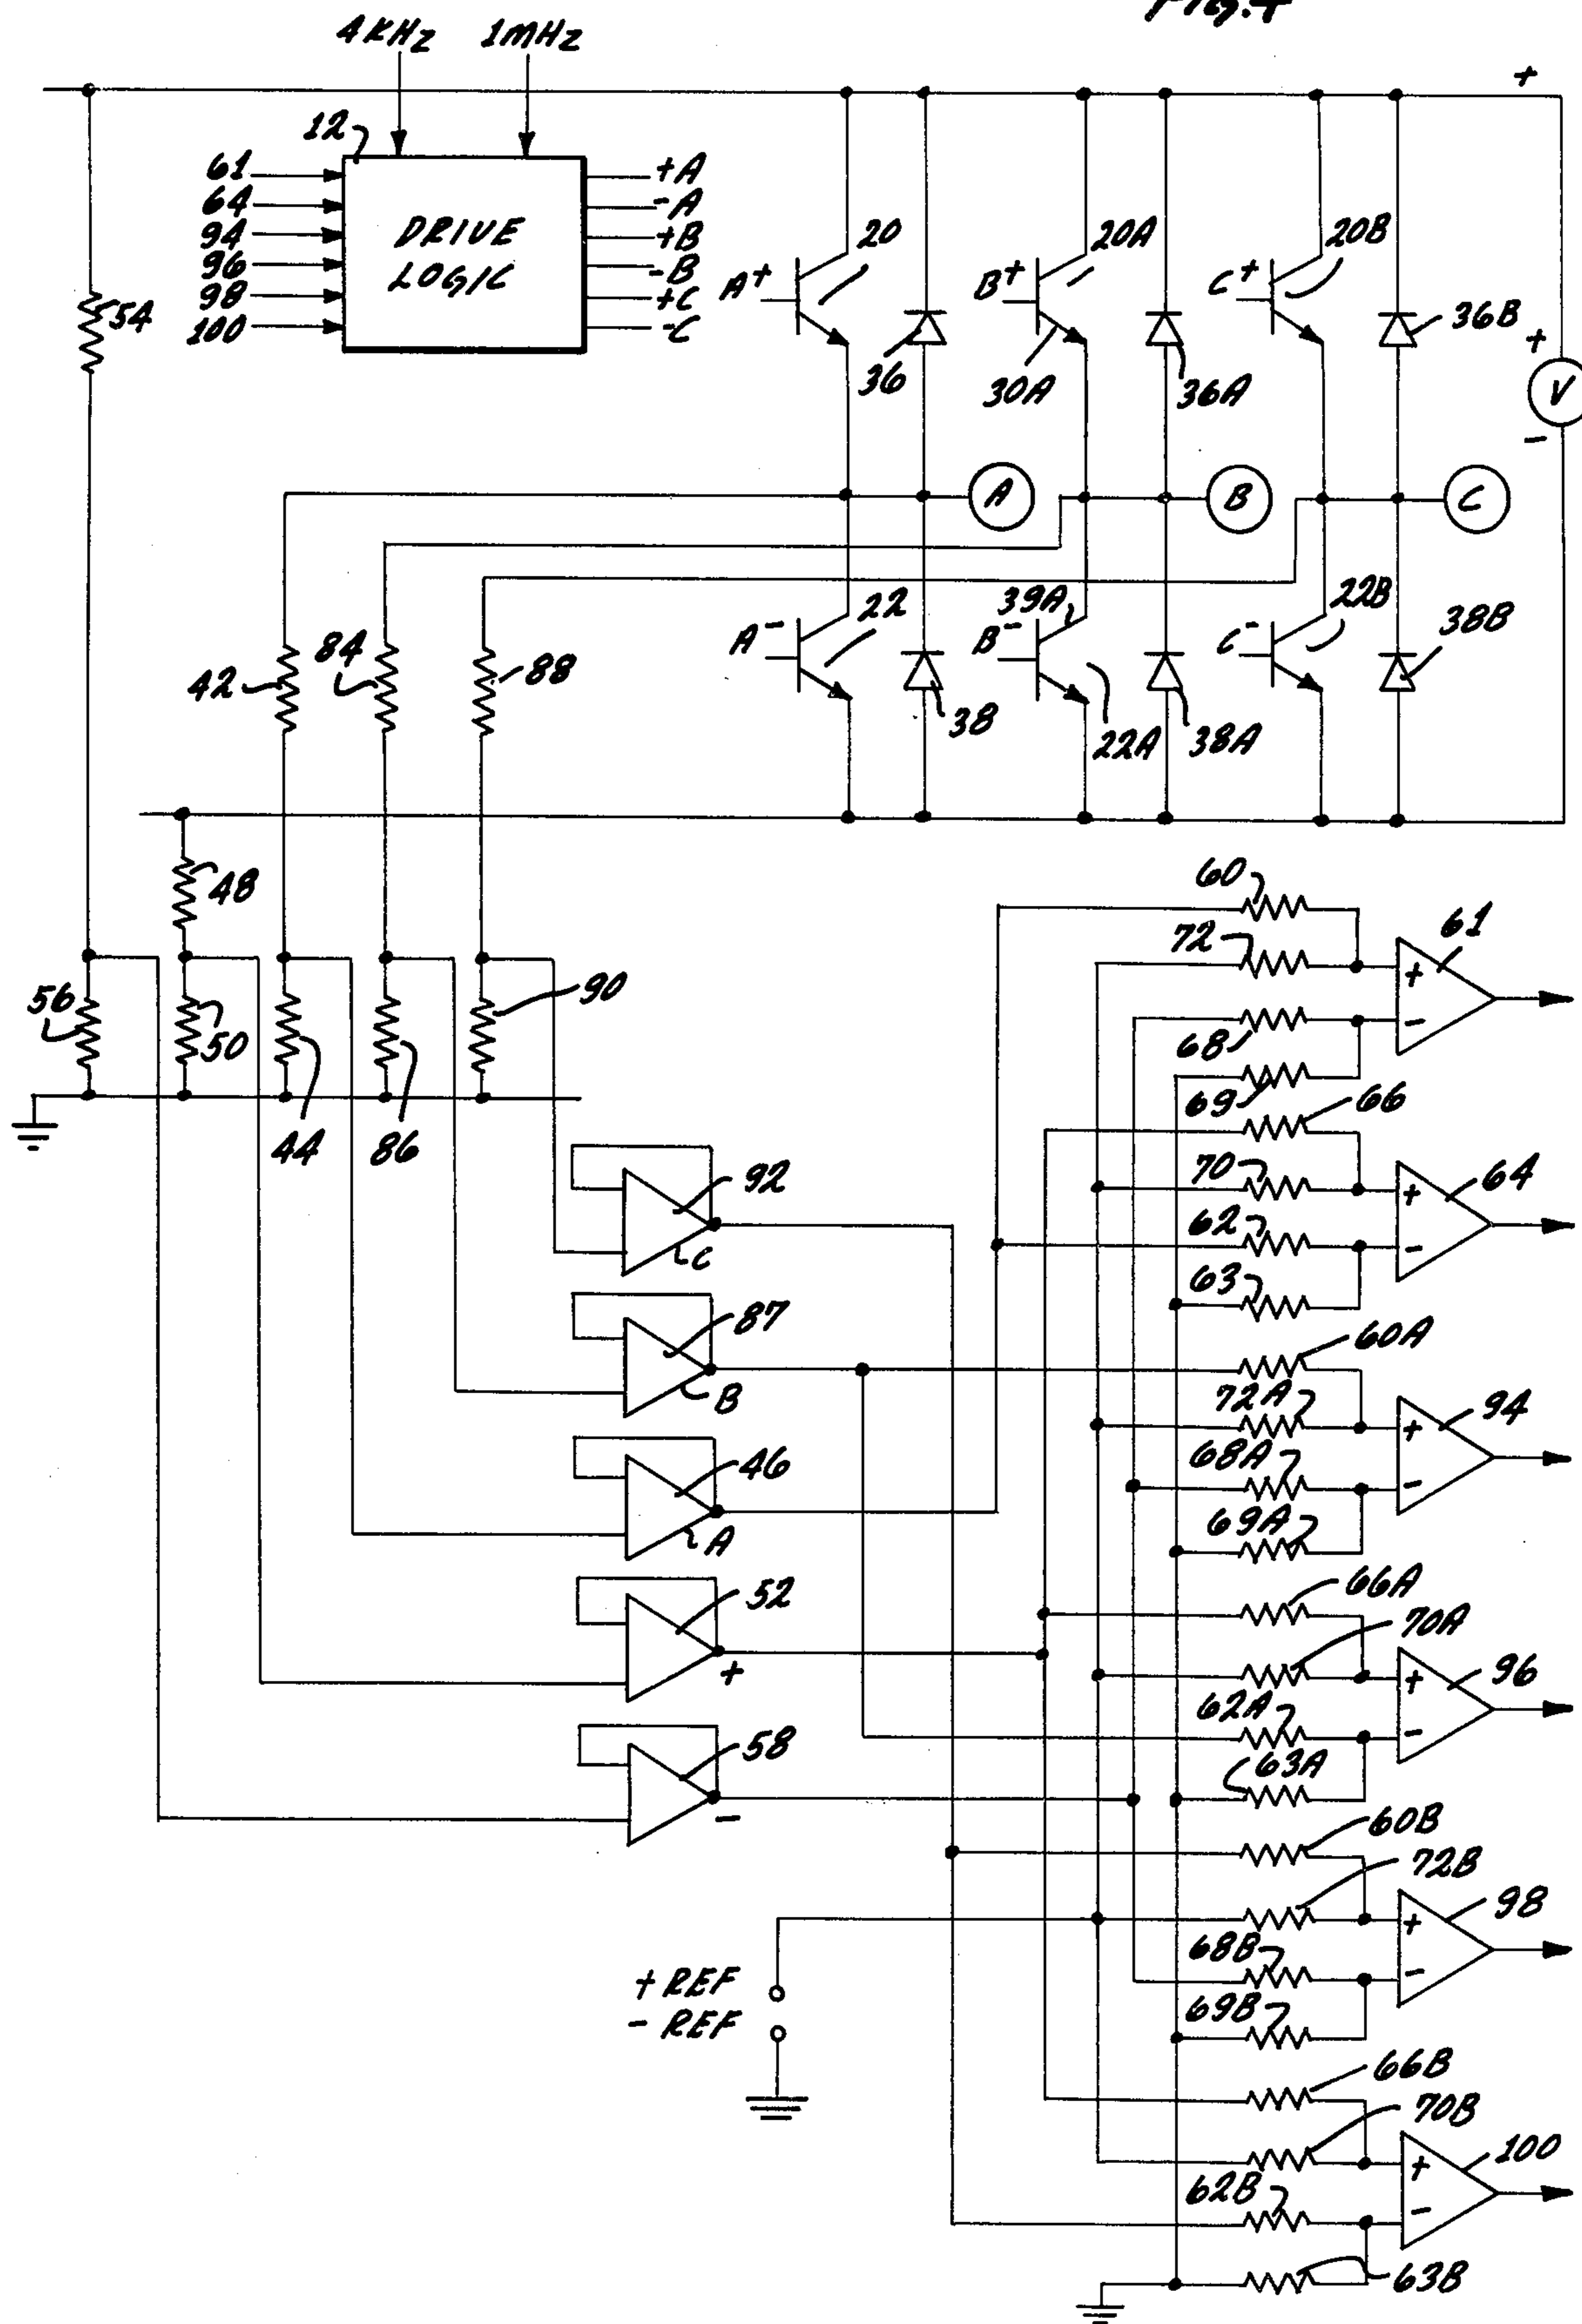 Fig. 4
4KHz 1mHz
+
12
61
64
94
96
98
100
DRIVE
LOGIC
+A
-A
+B
-B
+C
-C
54
A+
20
36
B+
20A
30A
36A
C+
20B
36B
+
V
-
A
B
C
42
84
88
A-
22
38
B-
39A
22A
38A
C-
22B
38B
48
56
50
44
86
90
60
72
68
69
+
-
61
66
70
62
63
+
-
64
92
C
87
B
46
A
52
+
58
-
60A
72A
68A
69A
+
-
94
66A
70A
62A
63A
+
-
96
60B
72B
68B
69B
+
-
98
+ REF
- REF
66B
70B
62B
63B
+
-
100